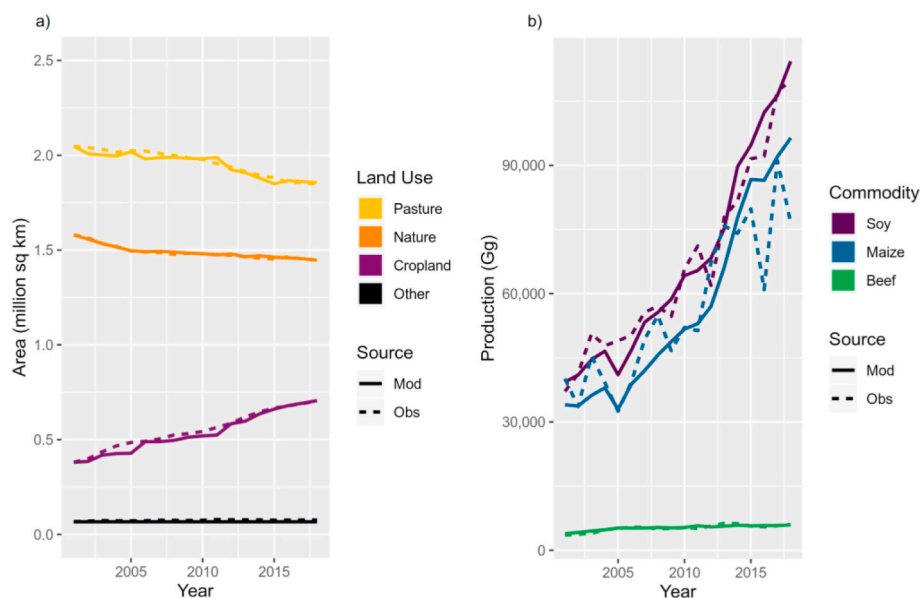 a)
2.5
2.0
1.5
1.0
0.5
0.0
Area (million sq km)
2005
2010
2015
Year
Land Use
Pasture
Nature
Cropland
Other
Source
Mod
Obs
b)
90,000
60,000
30,000
0
Production (Gg)
2005
2010
2015
Year
Commodity
Soy
Maize
Beef
Source
Mod
Obs